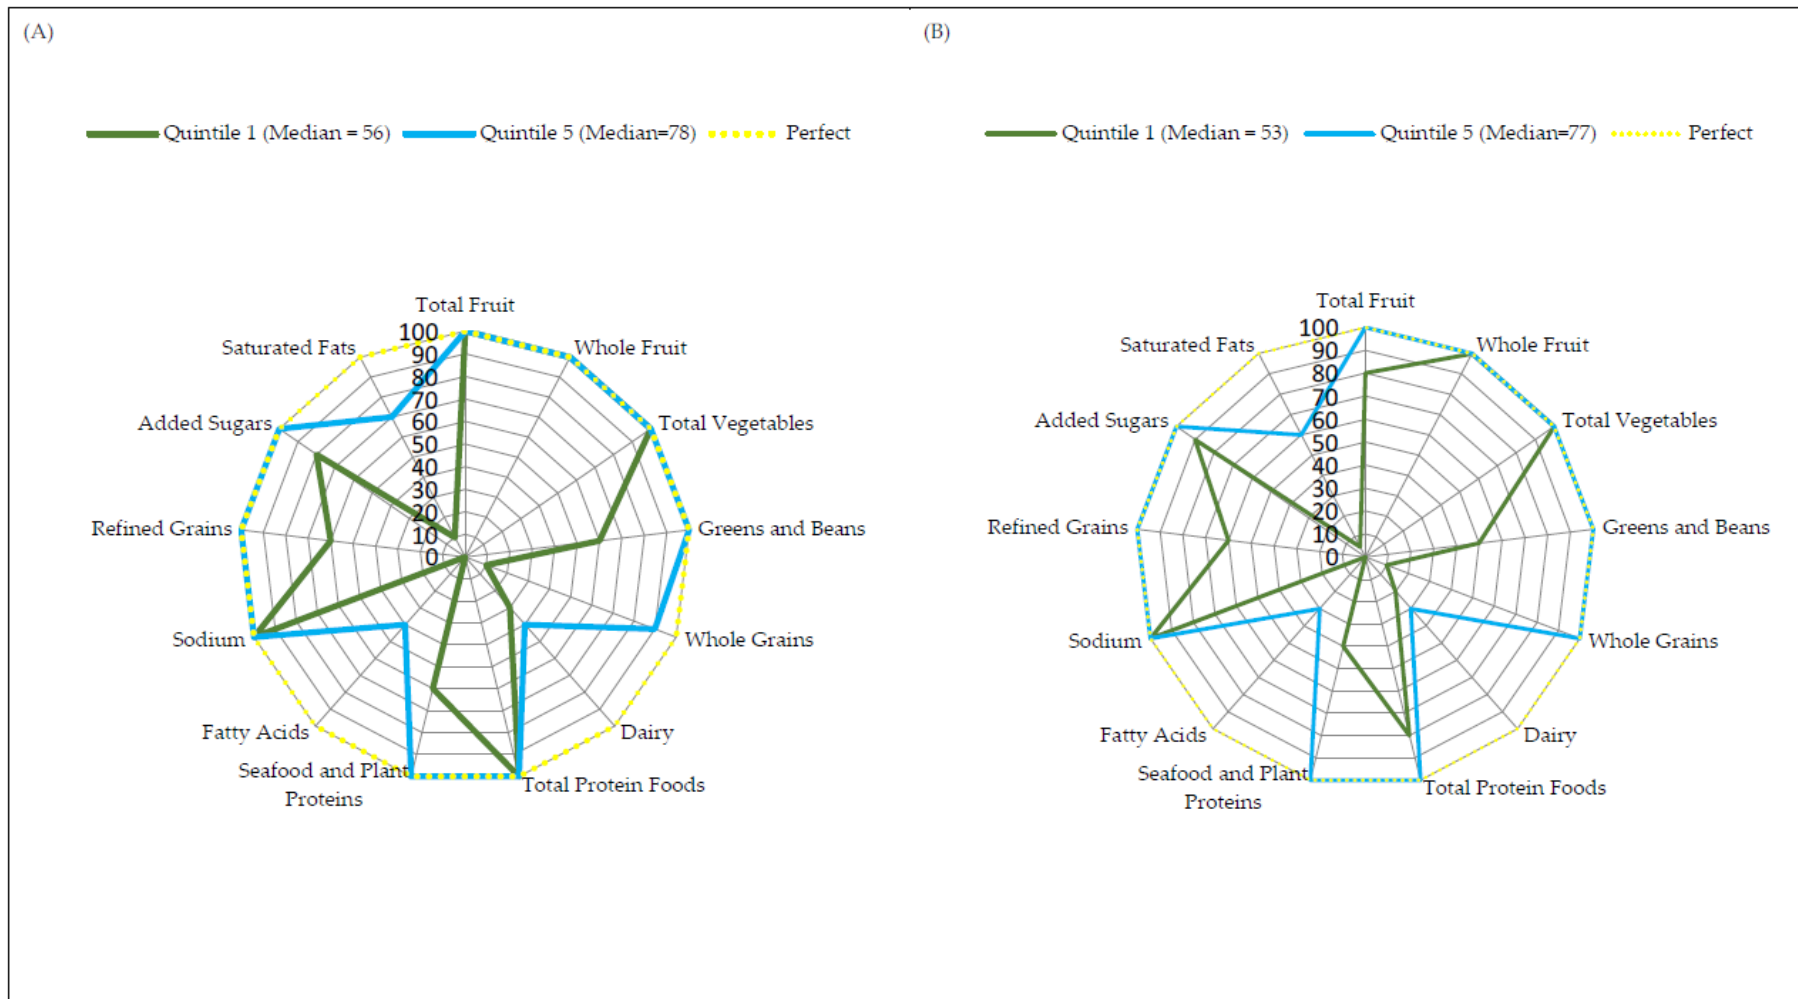 (A)
Quintile 1 (Median = 56) Quintile 5 (Median=78) Perfect
Total Fruit
Whole Fruit
Total Vegetables
Greens and Beans
Whole Grains
Dairy
Total Protein Foods
Seafood and Plant
Proteins
Fatty Acids
Sodium
Refined Grains
Added Sugars
Saturated Fats
100
90
80
70
60
50
40
30
20
10
0
(B)
Quintile 1 (Median = 53) Quintile 5 (Median=77) Perfect
Total Fruit
Whole Fruit
Total Vegetables
Greens and Beans
Whole Grains
Dairy
Total Protein Foods
Seafood and Plant
Proteins
Fatty Acids
Sodium
Refined Grains
Added Sugars
Saturated Fats
100
90
80
70
60
50
40
30
20
10
0